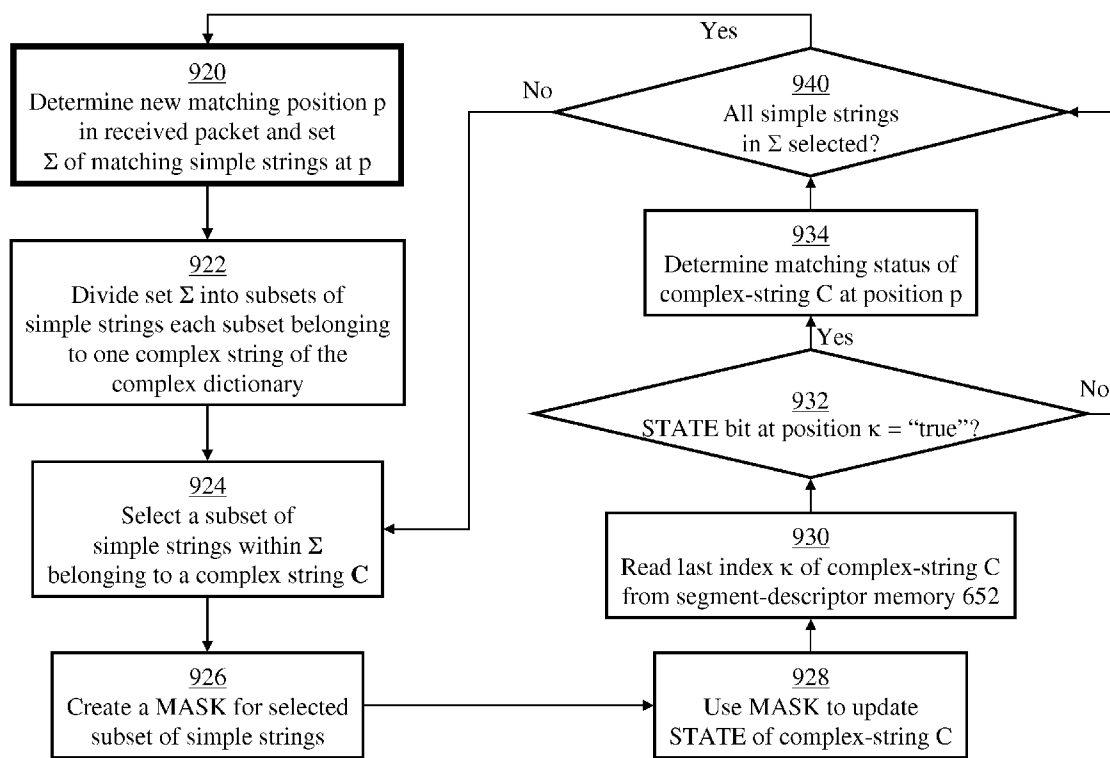 920
Determine new matching position p
in received packet and set
Σ of matching simple strings at p
922
Divide set Σ into subsets of
simple strings each subset belonging
to one complex string of the
complex dictionary
924
Select a subset of
simple strings within Σ
belonging to a complex string C
926
Create a MASK for selected
subset of simple strings
928
Use MASK to update
STATE of complex-string C
930
Read last index κ of complex-string C
from segment-descriptor memory 652
932
STATE bit at position κ = “true”?
Yes
No
934
Determine matching status of
complex-string C at position p
940
All simple strings
in Σ selected?
Yes
No